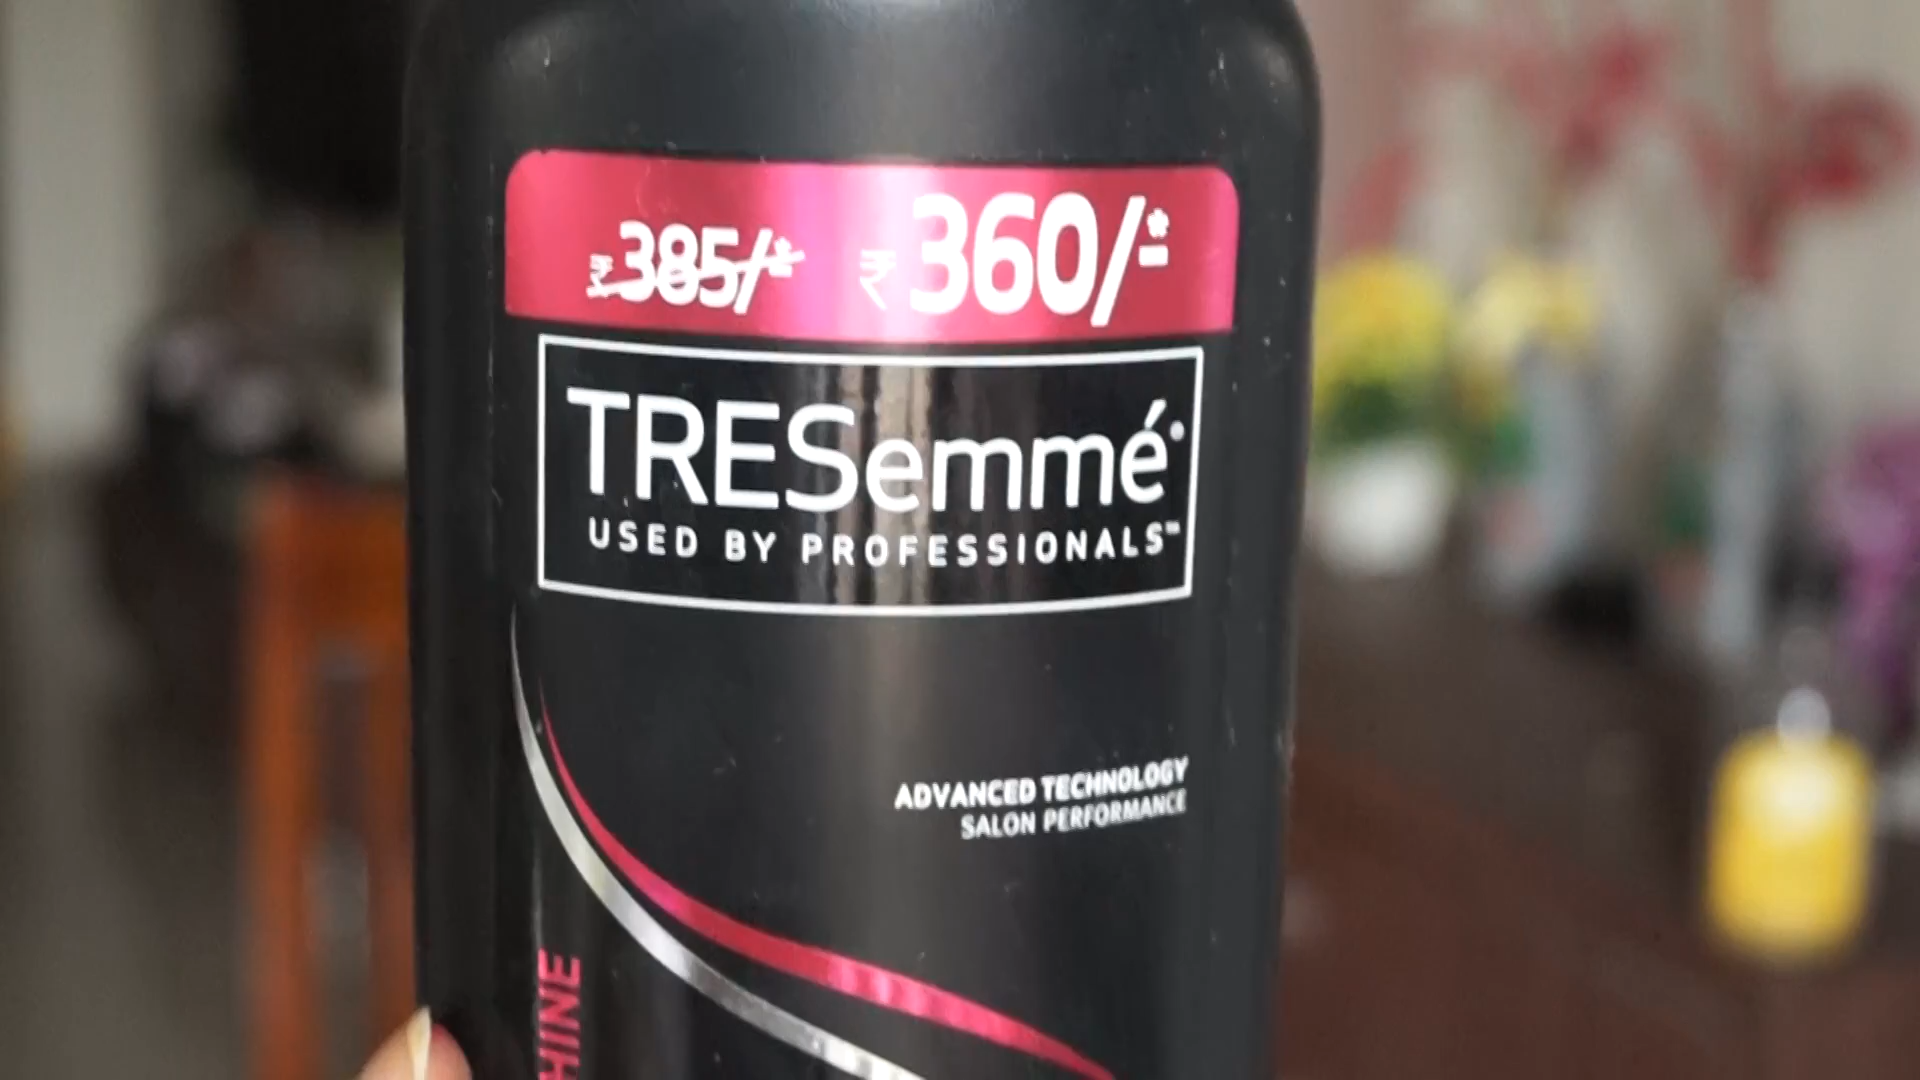 ₹385/-* ₹360/-*
TRESemmé
USED BY PROFESSIONALS™
ADVANCED TECHNOLOGY
SALON PERFORMANCE